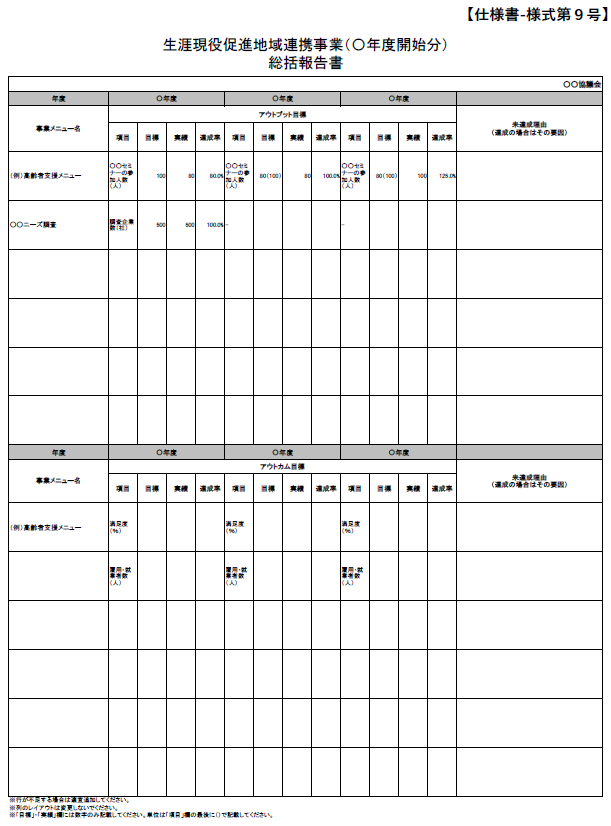 【仕様書-様式第９号】
生涯現役促進地域連携事業（〇年度開始分）
総括報告書
〇〇協議会
年度 〇年度 〇年度 〇年度
事業メニュー名 アウトプット目標 未達成理由
（達成の場合はその要因）
項目 目標 実績 達成率 項目 目標 実績 達成率 項目 目標 実績 達成率
（例）高齢者支援メニュー 〇〇セミナーの参加人数（人） 100 80 80.0% 〇〇セミナーの参加人数（人） 80(100) 80 100.0% 〇〇セミナーの参加人数（人） 80(100) 100 125.0%
〇〇ニーズ調査 調査企業数（社） 500 500 100.0% - -
年度 〇年度 〇年度 〇年度
事業メニュー名 アウトカム目標 未達成理由
（達成の場合はその要因）
項目 目標 実績 達成率 項目 目標 実績 達成率 項目 目標 実績 達成率
（例）高齢者支援メニュー 満足度（％） 満足度（％） 満足度（％）
雇用・就業者数（人） 雇用・就業者数（人） 雇用・就業者数（人）
※行が不足する場合は適宜追加してください。
※列のレイアウトは変更しないでください。
※「目標」・「実績」欄には数字のみ記載してください。単位は「項目」欄の最後に（）で記載してください。